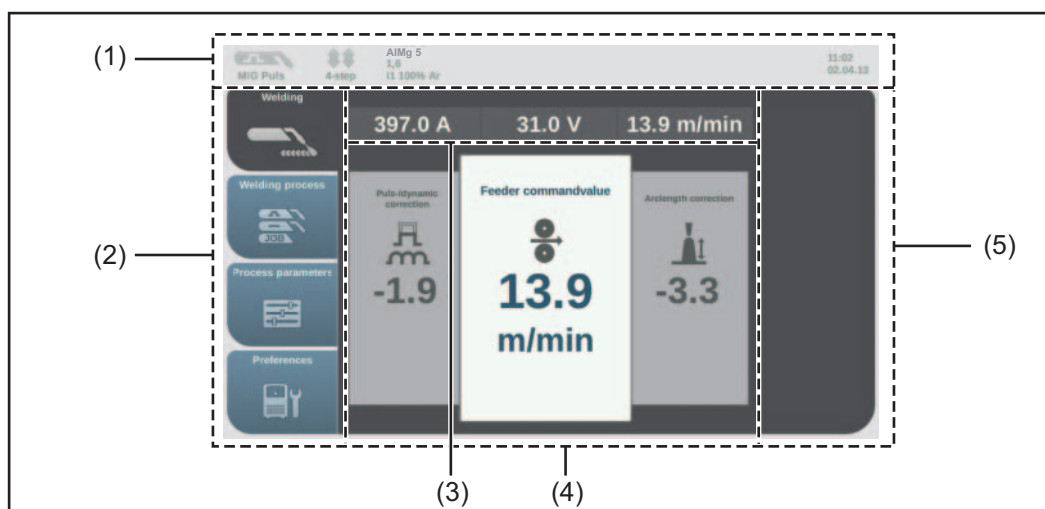 (1)
MIG Puls
4-step
AlMg 5
1,6
I1 100% Ar
11:02
02.04.13
Welding
397.0 A
31.0 V
13.9 m/min
Welding process
JOB
Puls-/dynamic
correction
-1.9
Feeder commandvalue
13.9
m/min
Arclength correction
-3.3
(2)
(5)
Process parameters
Preferences
(3)
(4)